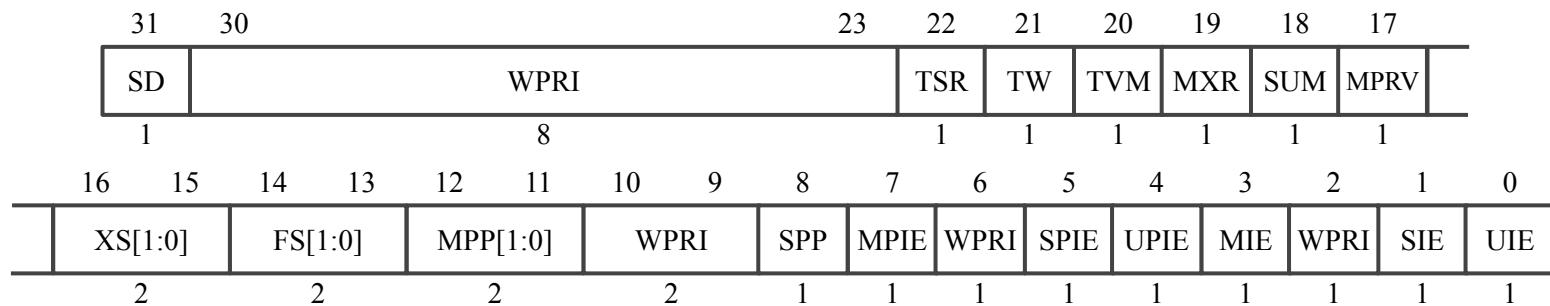 31 30 23 22 21 20 19 18 17
SD WPRI TSR TW TVM MXR SUM MPRV
1 8 1 1 1 1 1 1
16 15 14 13 12 11 10 9 8 7 6 5 4 3 2 1 0
XS[1:0] FS[1:0] MPP[1:0] WPRI SPP MPIE WPRI SPIE UPIE MIE WPRI SIE UIE
2 2 2 2 1 1 1 1 1 1 1 1 1